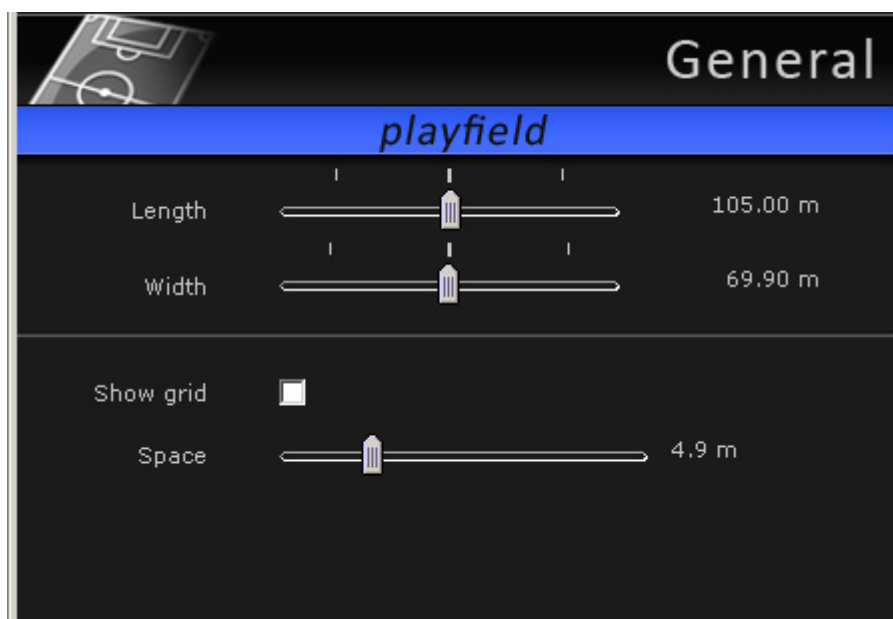 General
playfield
Length 105.00 m
Width 69.90 m
Show grid
Space 4.9 m